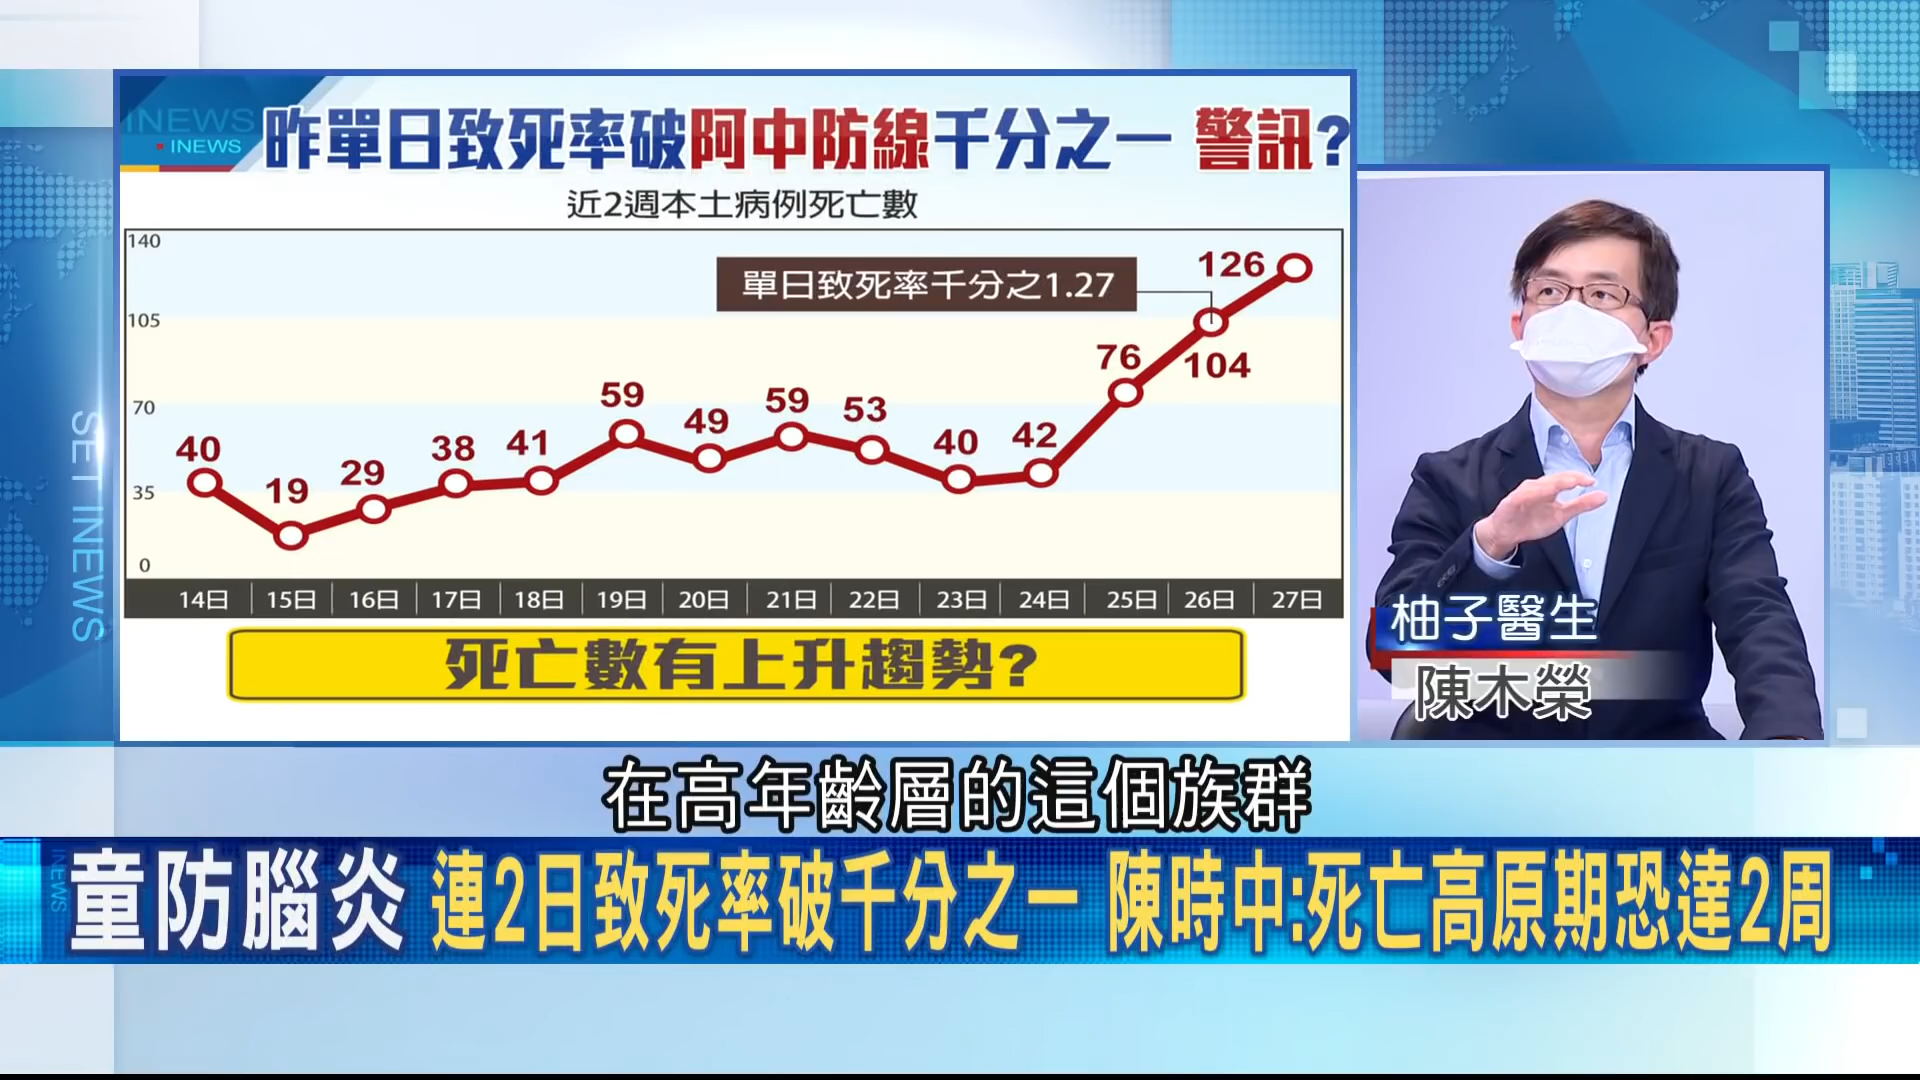 INEWS
INEWS
昨單日致死率破阿中防線千分之一 警訊?
近2週本土病例死亡數
140
105
70
35
0
單日致死率千分之1.27
40
19
29
38
41
59
49
59
53
40
42
76
104
126
14日 15日 16日 17日 18日 19日 20日 21日 22日 23日 24日 25日 26日 27日
死亡數有上升趨勢?
SET INEWS
柚子醫生
陳木榮
在高年齡層的這個族群
INEWS
童防腦炎 連2日致死率破千分之一 陳時中:死亡高原期恐達2周